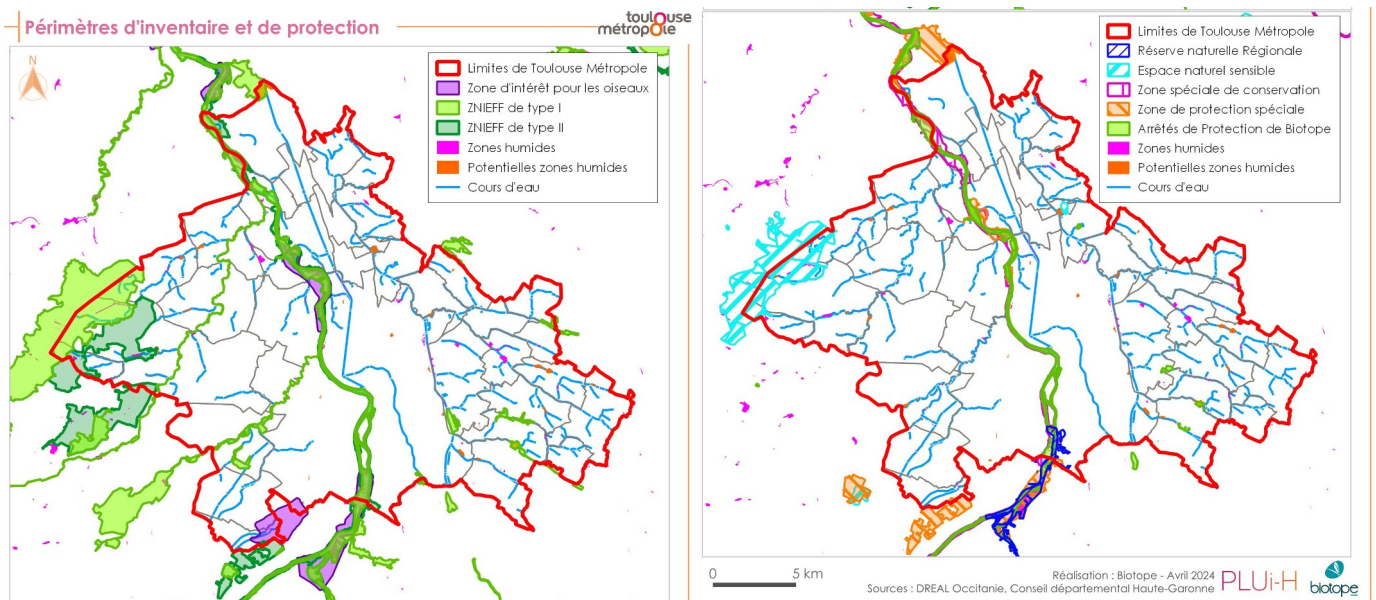 Périmètres d'inventaire et de protection
toulouse
métropole
N
Limites de Toulouse Métropole
Zone d'intérêt pour les oiseaux
ZNIEFF de type I
ZNIEFF de type II
Zones humides
Potentielles zones humides
Cours d'eau
Limites de Toulouse Métropole
Réserve naturelle Régionale
Espace naturel sensible
Zone spéciale de conservation
Zone de protection spéciale
Arrêtés de Protection de Biotope
Zones humides
Potentielles zones humides
Cours d'eau
0 5 km
Réalisation : Biotope - Avril 2024
Sources : DREAL Occitanie, Conseil départemental Haute-Garonne
PLUi-H
biotope